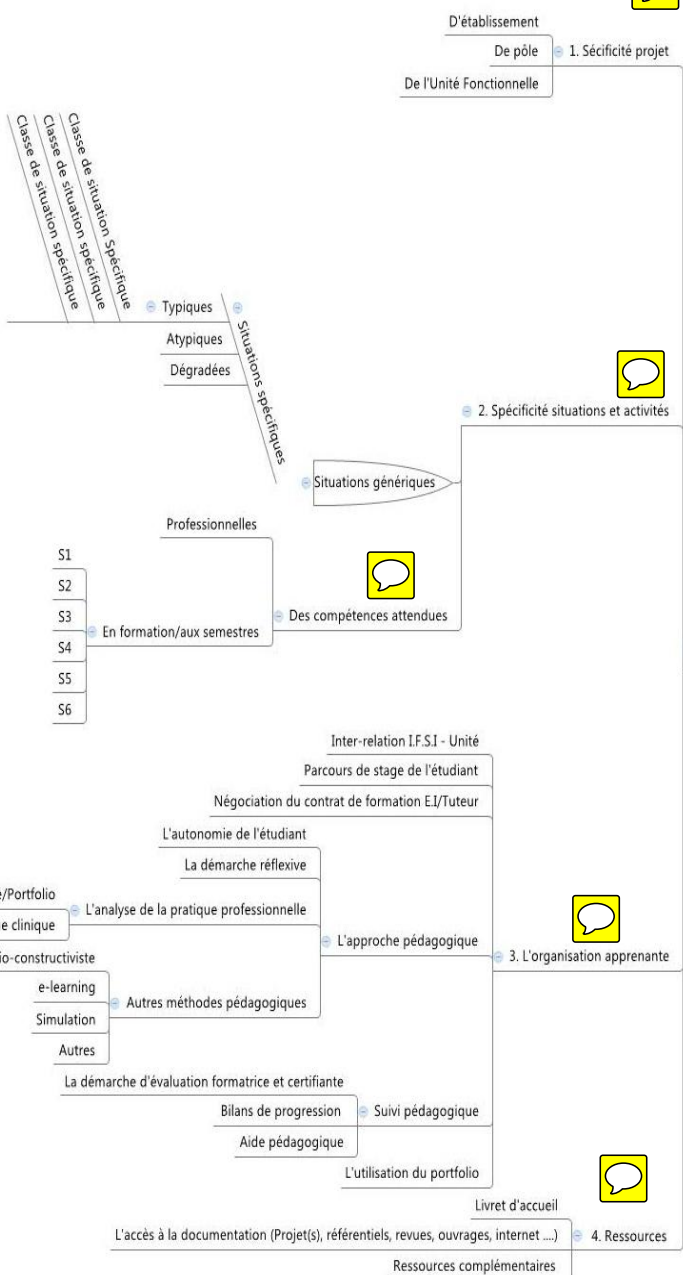 D'établissement
De pôle
1. Sécificité projet
De l'Unité Fonctionnelle
Classe de situation spécifique
Classe de situation spécifique
Classe de situation Spécifique
Typiques
Atypiques
Dégradées
Situations spécifiques
2. Spécificité situations et activités
Situations génériques
Professionnelles
S1
S2
S3
S4
S5
S6
En formation/aux semestres
Des compétences attendues
Inter-relation I.F.S.I - Unité
Parcours de stage de l'étudiant
Négociation du contrat de formation E.I/Tuteur
L'autonomie de l'étudiant
La démarche réflexive
e/Portfolio
e clinique
L'analyse de la pratique professionnelle
L'approche pédagogique
3. L'organisation apprenante
io-constructiviste
e-learning
Simulation
Autres
Autres méthodes pédagogiques
La démarche d'évaluation formatrice et certifiante
Bilans de progression
Suivi pédagogique
Aide pédagogique
L'utilisation du portfolio
Livret d'accueil
L'accès à la documentation (Projet(s), référentiels, revues, ouvrages, internet ....)
4. Ressources
Ressources complémentaires